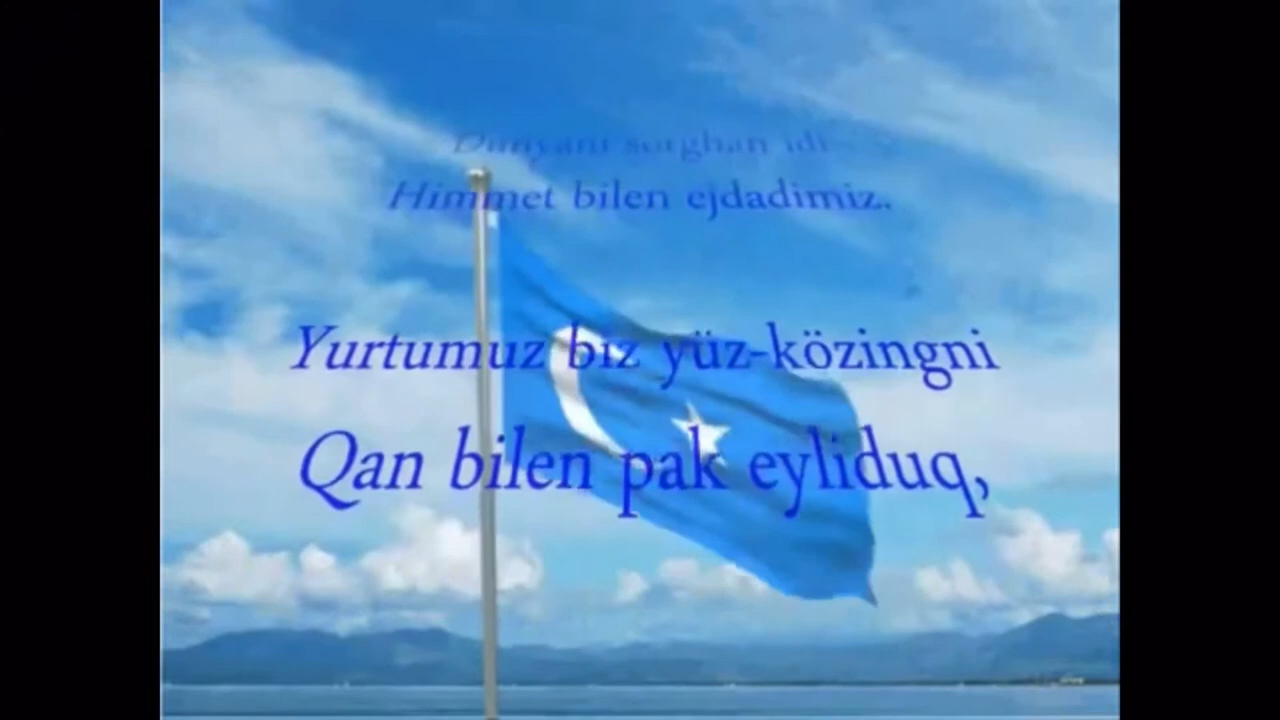 Dunyani sorghan idi
Himmet bilen ejdadimiz.
Yurtumuz biz yüz-közingni
Qan bilen pak eyliduq,